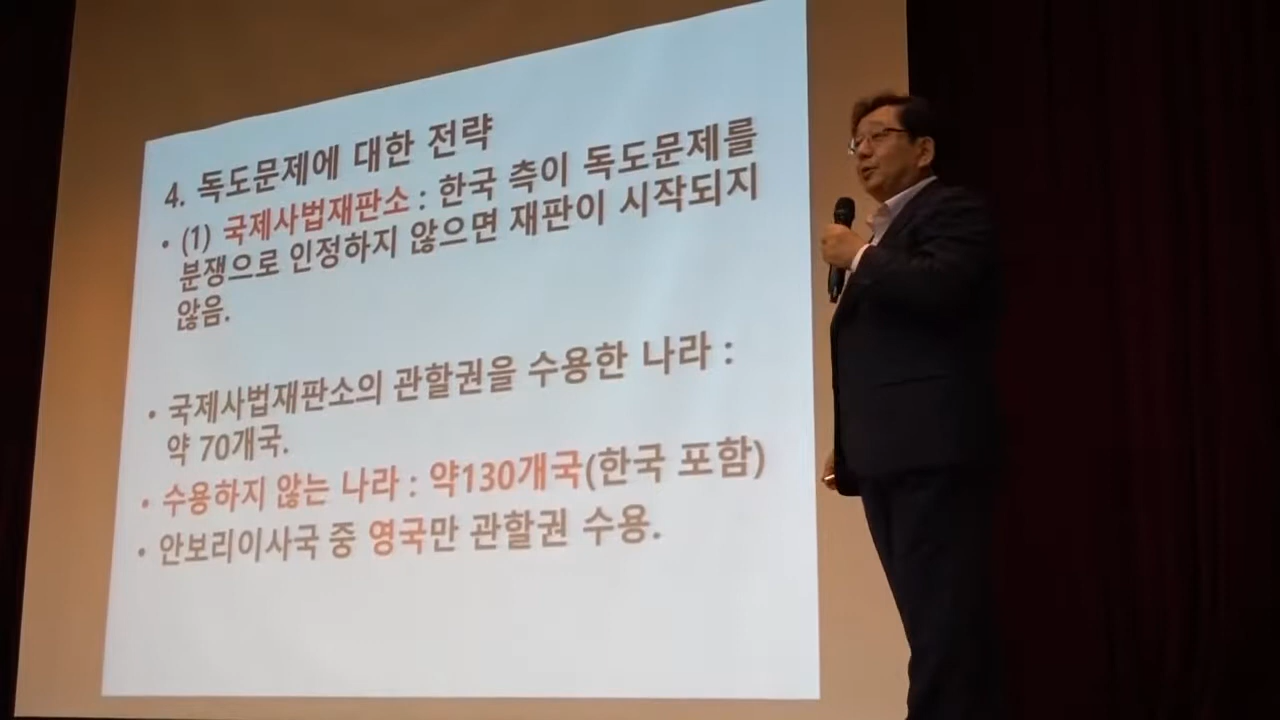 4. 독도문제에 대한 전략
• (1) 국제사법재판소 : 한국 측이 독도문제를
분쟁으로 인정하지 않으면 재판이 시작되지
않음.
• 국제사법재판소의 관할권을 수용한 나라 :
약 70개국.
• 수용하지 않는 나라 : 약130개국(한국 포함)
• 안보리이사국 중 영국만 관할권 수용.